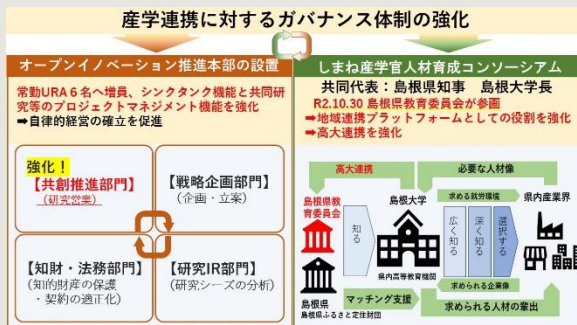 産学連携に対するガバナンス体制の強化
オープンイノベーション推進本部の設置
常勤URA６名へ増員、シンクタンク機能と共同研
究等のプロジェクトマネジメント機能を強化
➡自律的経営の確立を促進
強化！
【共創推進部門】
（研究営業）
【戦略企画部門】
（企画・立案）
【知財・法務部門】
（知的財産の保護
・契約の適正化）
【研究IR部門】
（研究シーズの分析）
しまね産学官人材育成コンソーシアム
共同代表：島根県知事　島根大学長
R2.10.30 島根県教育委員会が参画
➡地域連携プラットフォームとしての役割を強化
➡高大連携を強化
高大連携
必要な人材像
島根県教
育委員会
知る
島根大学
県内高等教育機関
求める就労環境
広く知る
深く知る
選択する
求められる企業像
県内産業界
島根県
島根県ふるさと定住財団
マッチング支援
求められる人材の輩出